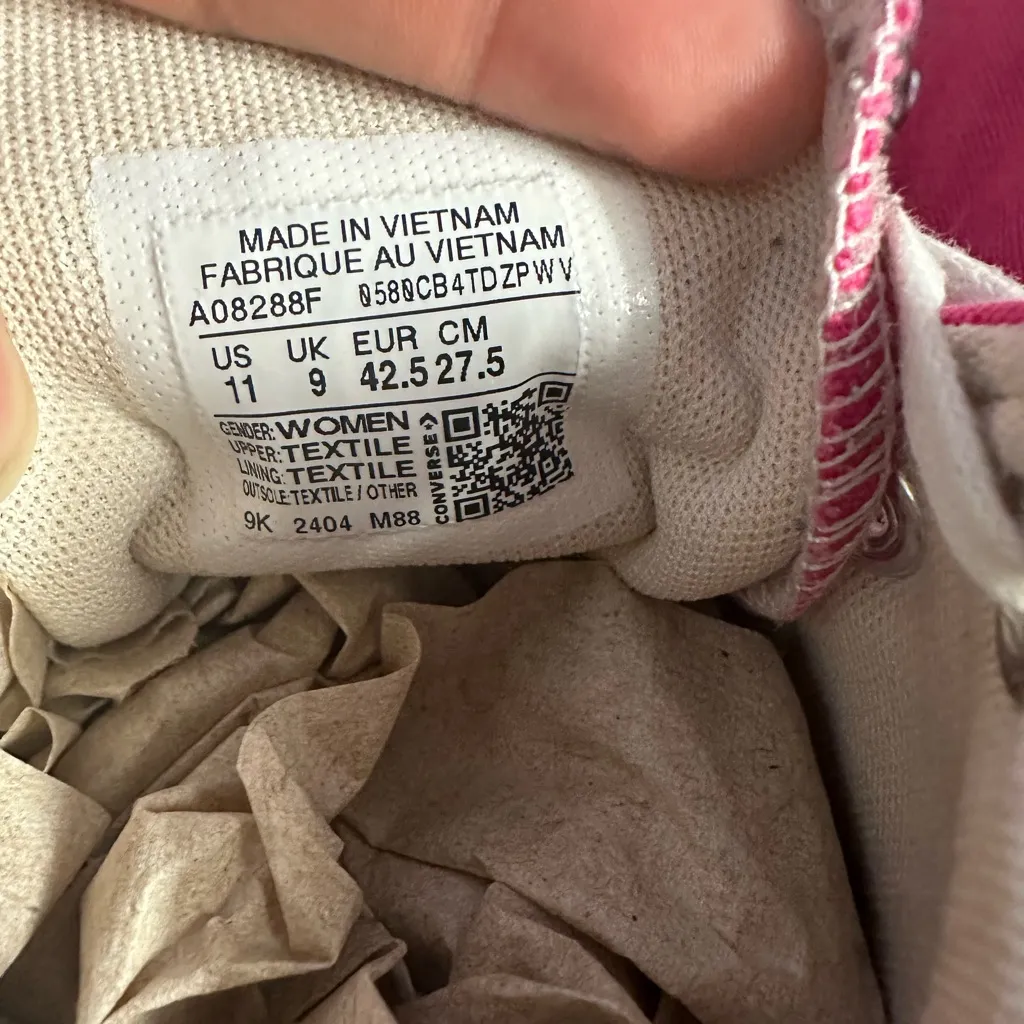 MADE IN VIETNAM
FABRIQUE AU VIETNAM
A08288F 0580CB4TDZPWV
US UK EUR CM
11 9 42.5 27.5
GENDER: WOMEN
UPPER: TEXTILE
LINING: TEXTILE
OUTSOLE: TEXTILE / OTHER
9K 2404 M88
CONVERSE